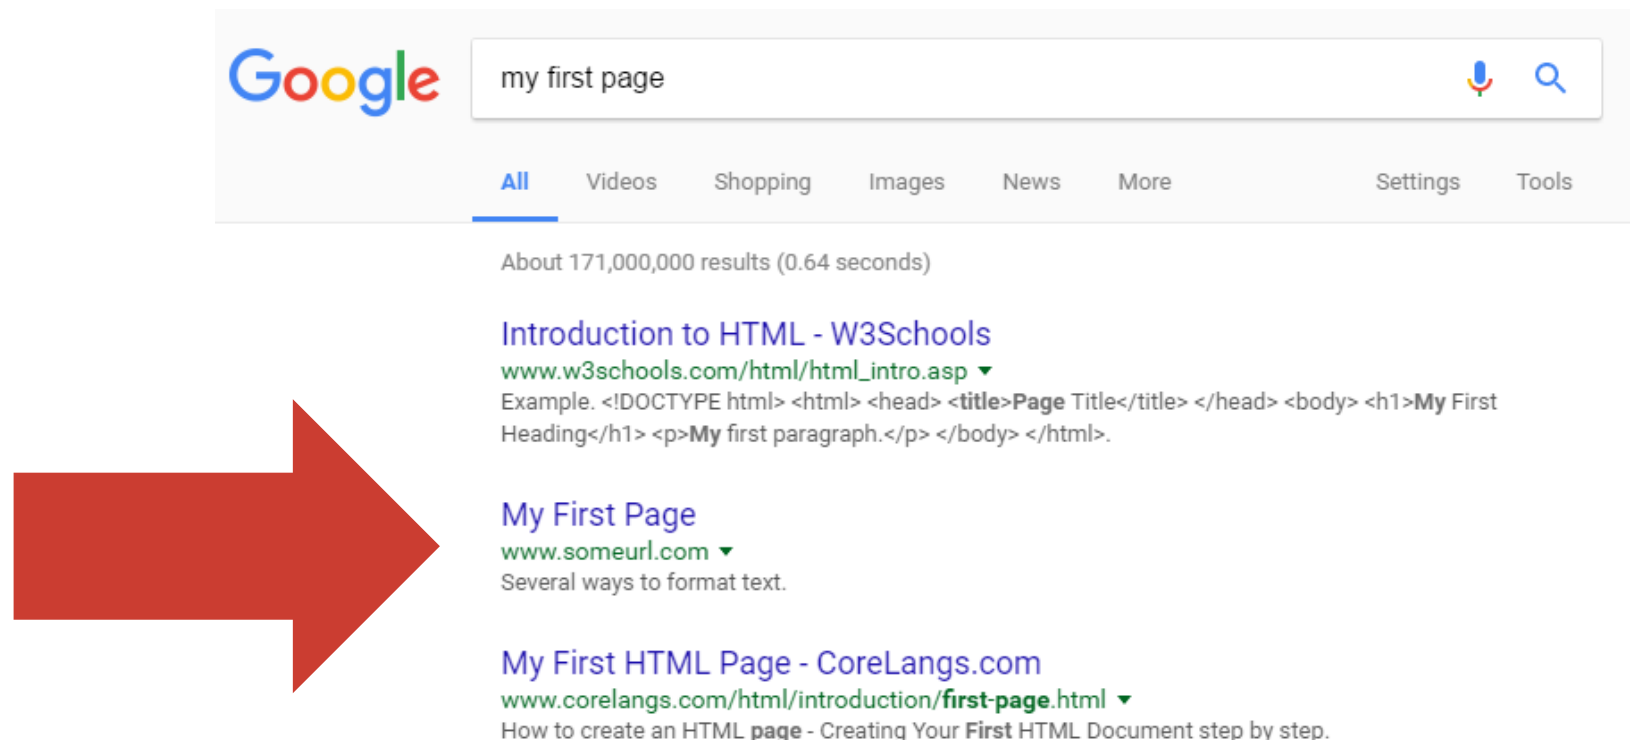 Google
my first page
All Videos Shopping Images News More Settings Tools
About 171,000,000 results (0.64 seconds)
Introduction to HTML - W3Schools
www.w3schools.com/html/html_intro.asp
Example. <!DOCTYPE html> <html> <head> <title>Page Title</title> </head> <body> <h1>My First
Heading</h1> <p>My first paragraph.</p> </body> </html>.
My First Page
www.someurl.com
Several ways to format text.
My First HTML Page - CoreLangs.com
www.corelangs.com/html/introduction/first-page.html
How to create an HTML page - Creating Your First HTML Document step by step.